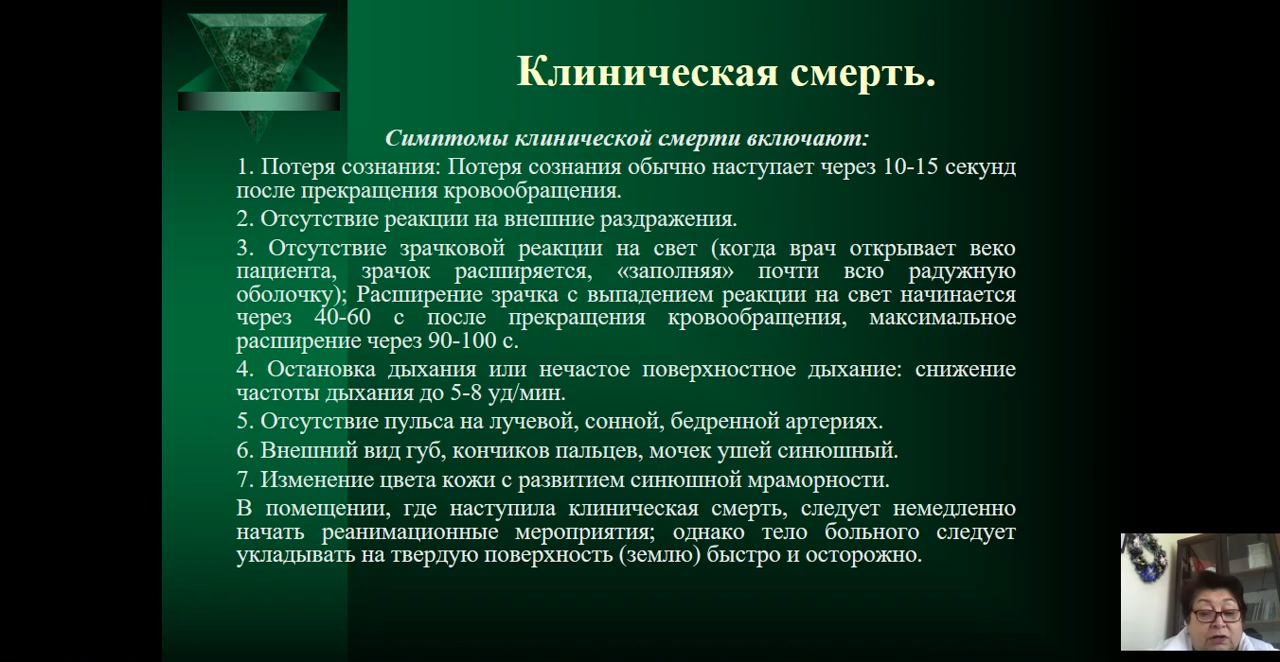 Клиническая смерть.
Симптомы клинической смерти включают:
1. Потеря сознания: Потеря сознания обычно наступает через 10-15 секунд
после прекращения кровообращения.
2. Отсутствие реакции на внешние раздражения.
3. Отсутствие зрачковой реакции на свет (когда врач открывает веко
пациента, зрачок расширяется, «заполняя» почти всю радужную
оболочку); Расширение зрачка с выпадением реакции на свет начинается
через 40-60 с после прекращения кровообращения, максимальное
расширение через 90-100 с.
4. Остановка дыхания или нечастое поверхностное дыхание: снижение
частоты дыхания до 5-8 уд/мин.
5. Отсутствие пульса на лучевой, сонной, бедренной артериях.
6. Внешний вид губ, кончиков пальцев, мочек ушей синюшный.
7. Изменение цвета кожи с развитием синюшной мраморности.
В помещении, где наступила клиническая смерть, следует немедленно
начать реанимационные мероприятия; однако тело больного следует
укладывать на твердую поверхность (землю) быстро и осторожно.